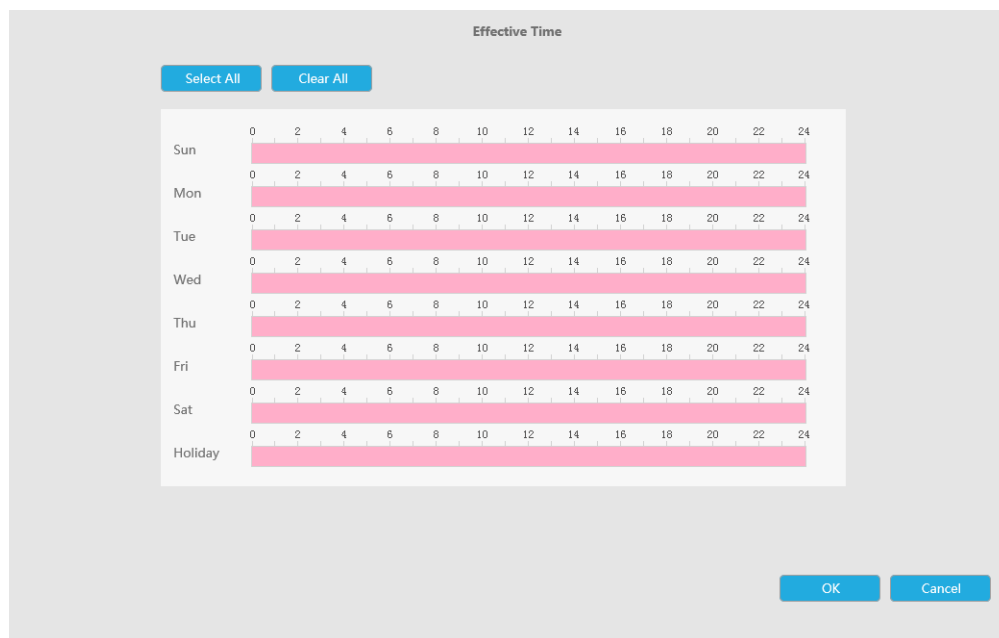 Effective Time
Select All Clear All
0 2 4 6 8 10 12 14 16 18 20 22 24
Sun
0 2 4 6 8 10 12 14 16 18 20 22 24
Mon
0 2 4 6 8 10 12 14 16 18 20 22 24
Tue
0 2 4 6 8 10 12 14 16 18 20 22 24
Wed
0 2 4 6 8 10 12 14 16 18 20 22 24
Thu
0 2 4 6 8 10 12 14 16 18 20 22 24
Fri
0 2 4 6 8 10 12 14 16 18 20 22 24
Sat
0 2 4 6 8 10 12 14 16 18 20 22 24
Holiday
OK Cancel